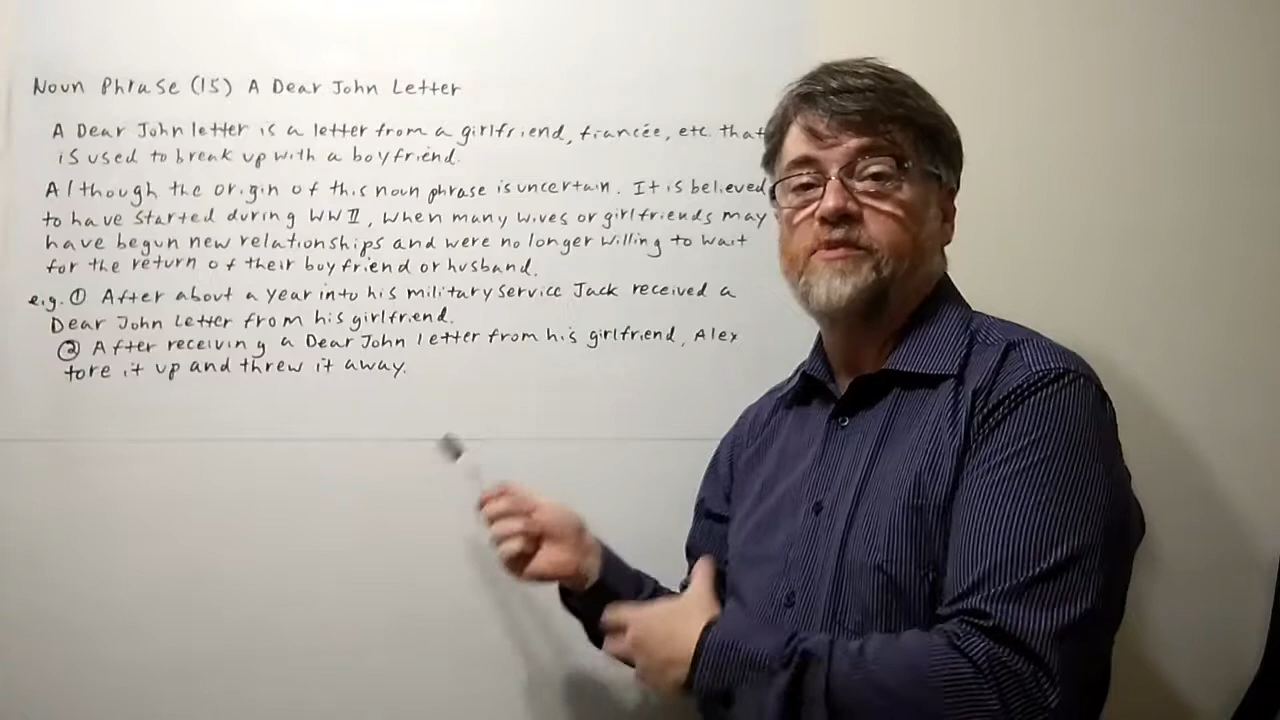 Noun Phrase (15) A Dear John Letter
A Dear John letter is a letter from a girlfriend, fiancée, etc. that
is used to break up with a boyfriend.
Although the origin of this noun phrase is uncertain. It is believed
to have started during WW II, when many wives or girlfriends may
have begun new relationships and were no longer willing to wait
for the return of their boyfriend or husband.
e.g. ① After about a year into his military service Jack received a
Dear John Letter from his girlfriend.
② After receiving a Dear John letter from his girlfriend, Alex
tore it up and threw it away.